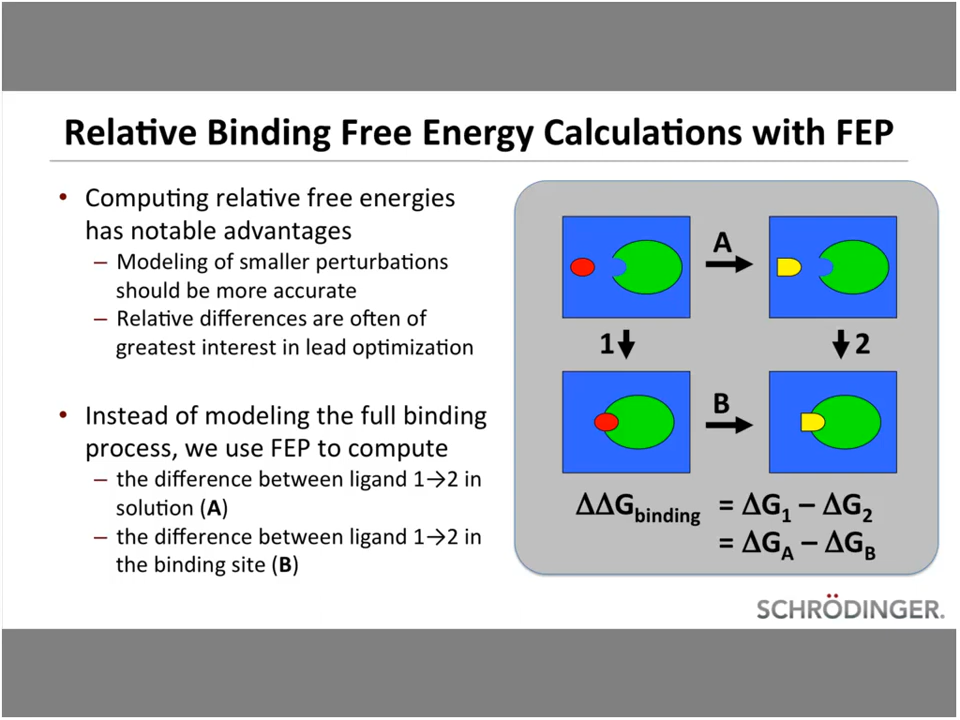 Relative Binding Free Energy Calculations with FEP
• Computing relative free energies
has notable advantages
– Modeling of smaller perturbations
should be more accurate
– Relative differences are often of
greatest interest in lead optimization
• Instead of modeling the full binding
process, we use FEP to compute
– the difference between ligand 1→2 in
solution (A)
– the difference between ligand 1→2 in
the binding site (B)
A
1
2
B
ΔΔGbinding = ΔG1 – ΔG2
= ΔGA – ΔGB
SCHRÖDINGER.